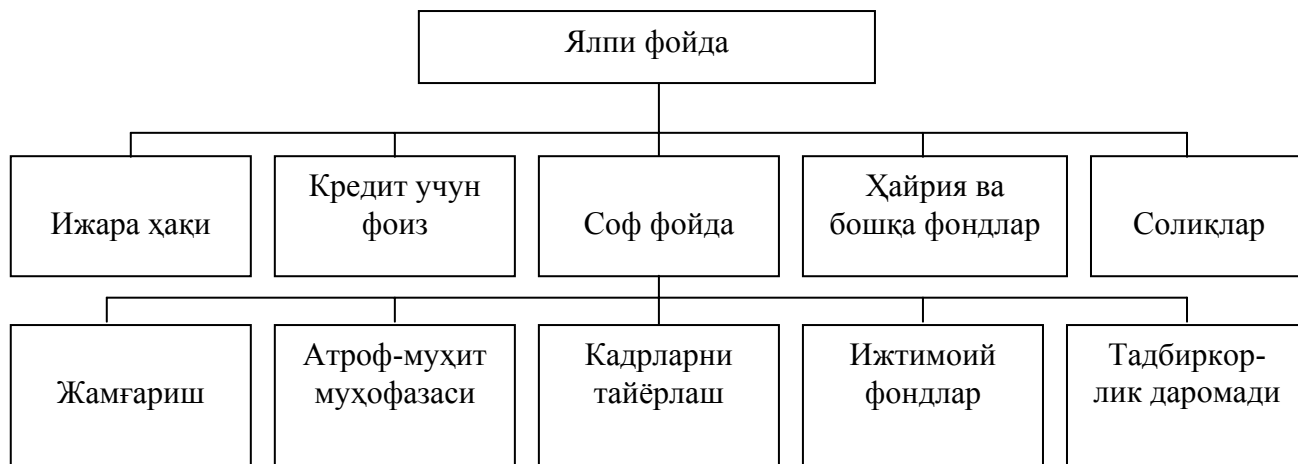 Ялпи фойда
Ижара ҳақи
Кредит учун
фоиз
Соф фойда
Ҳайрия ва
бошқа фондлар
Солиқлар
Жамғариш
Атроф-муҳит
муҳофазаси
Кадрларни
тайёрлаш
Ижтимоий
фондлар
Тадбиркор-
лик даромади